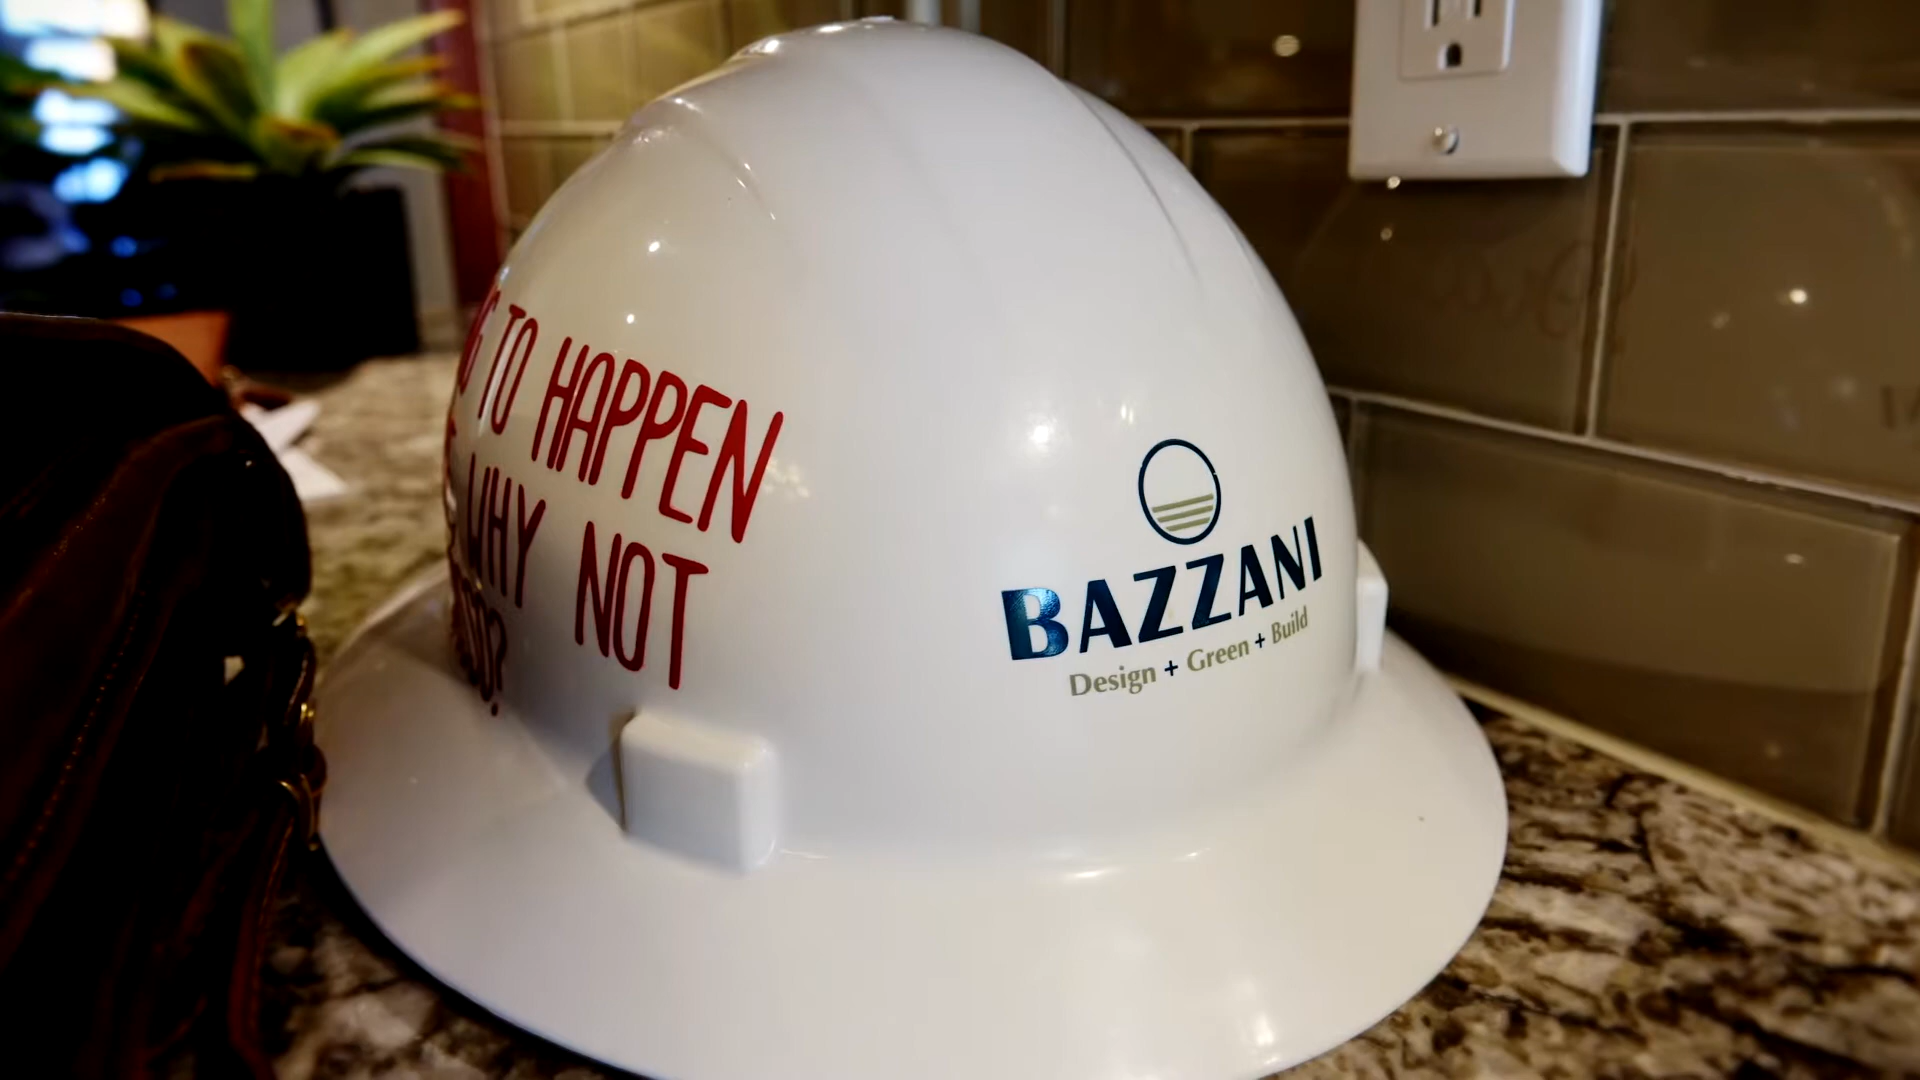 TO HAPPEN
WHY NOT
BAZZANI
Design + Green + Build